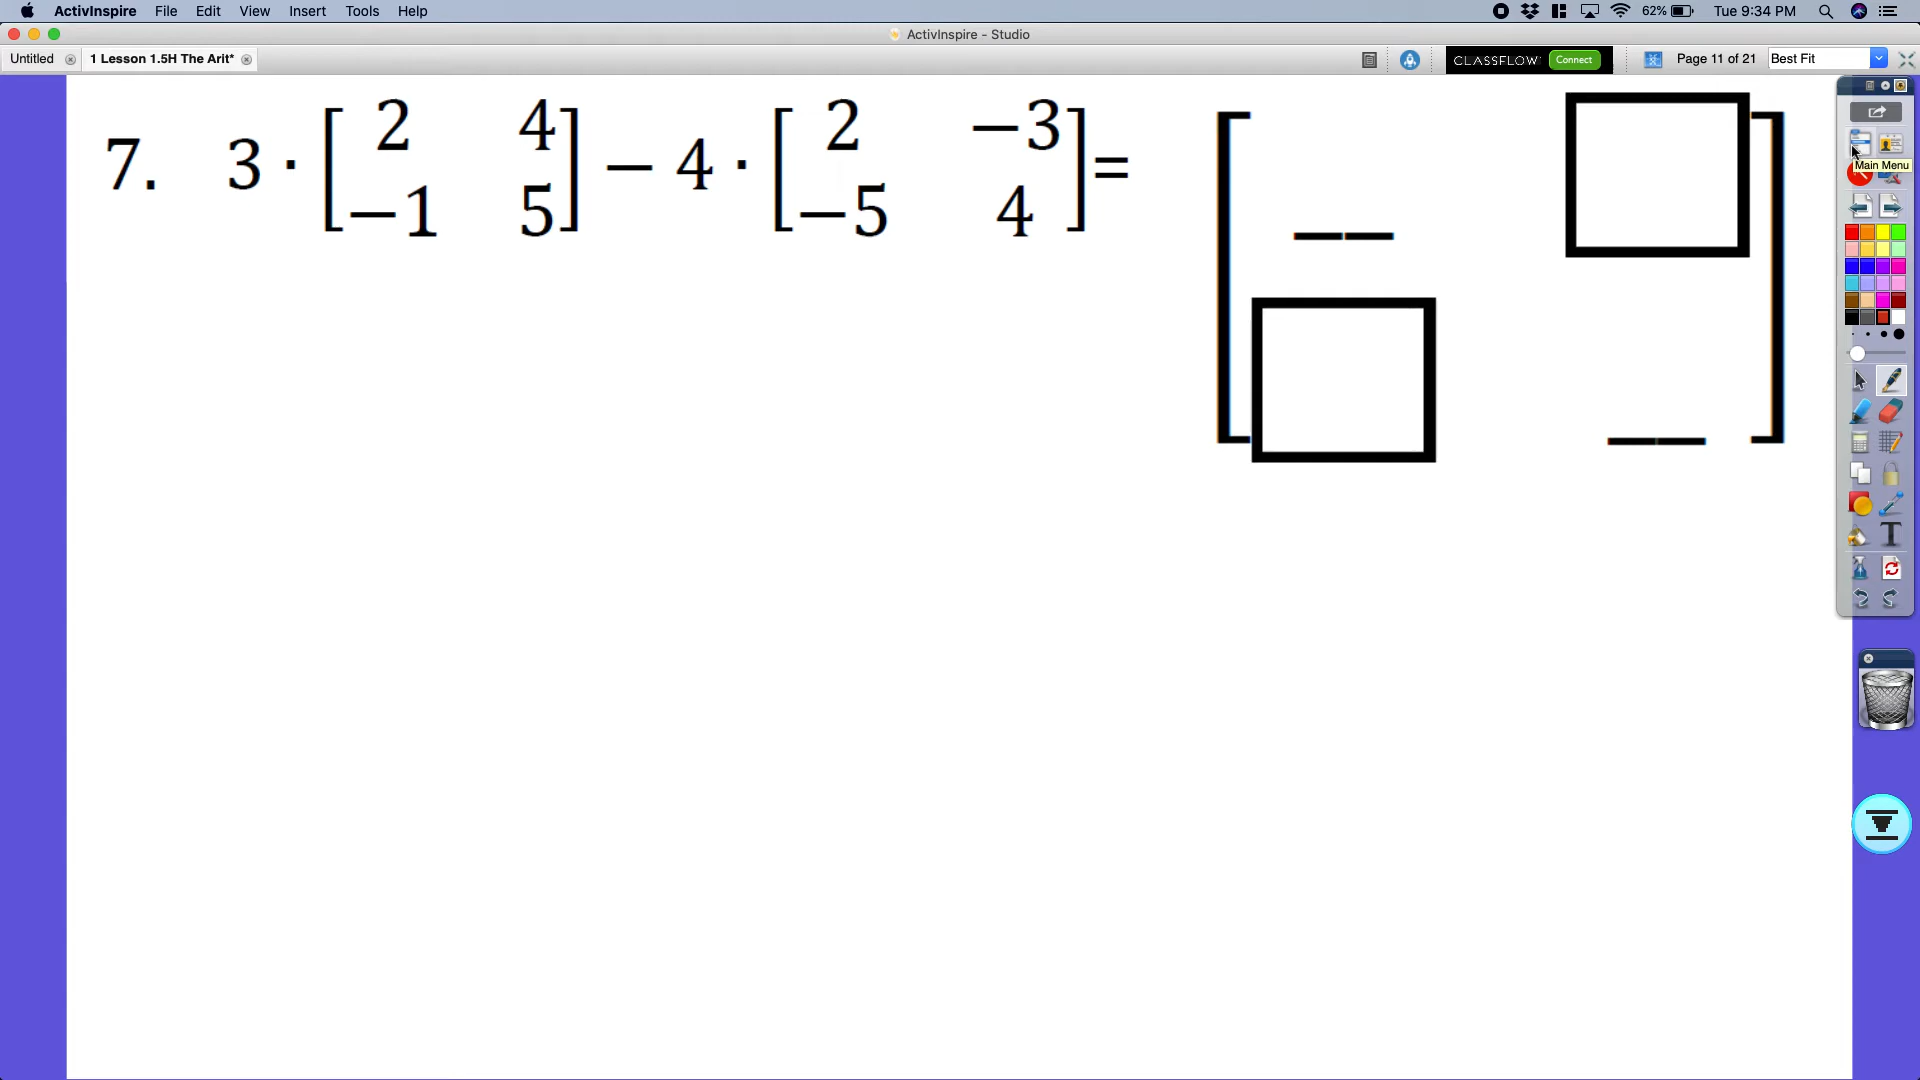 ActivInspire File Edit View Insert Tools Help 62% Tue 9:34 PM
ActivInspire - Studio
Untitled 1 Lesson 1.5H The Arit* CLASSFLOW Connect Page 11 of 21 Best Fit
7. 3 · [2 4] − 4 · [2 −3] = [__ ]
[−1 5] [−5 4] [ __]
Main Menu
T